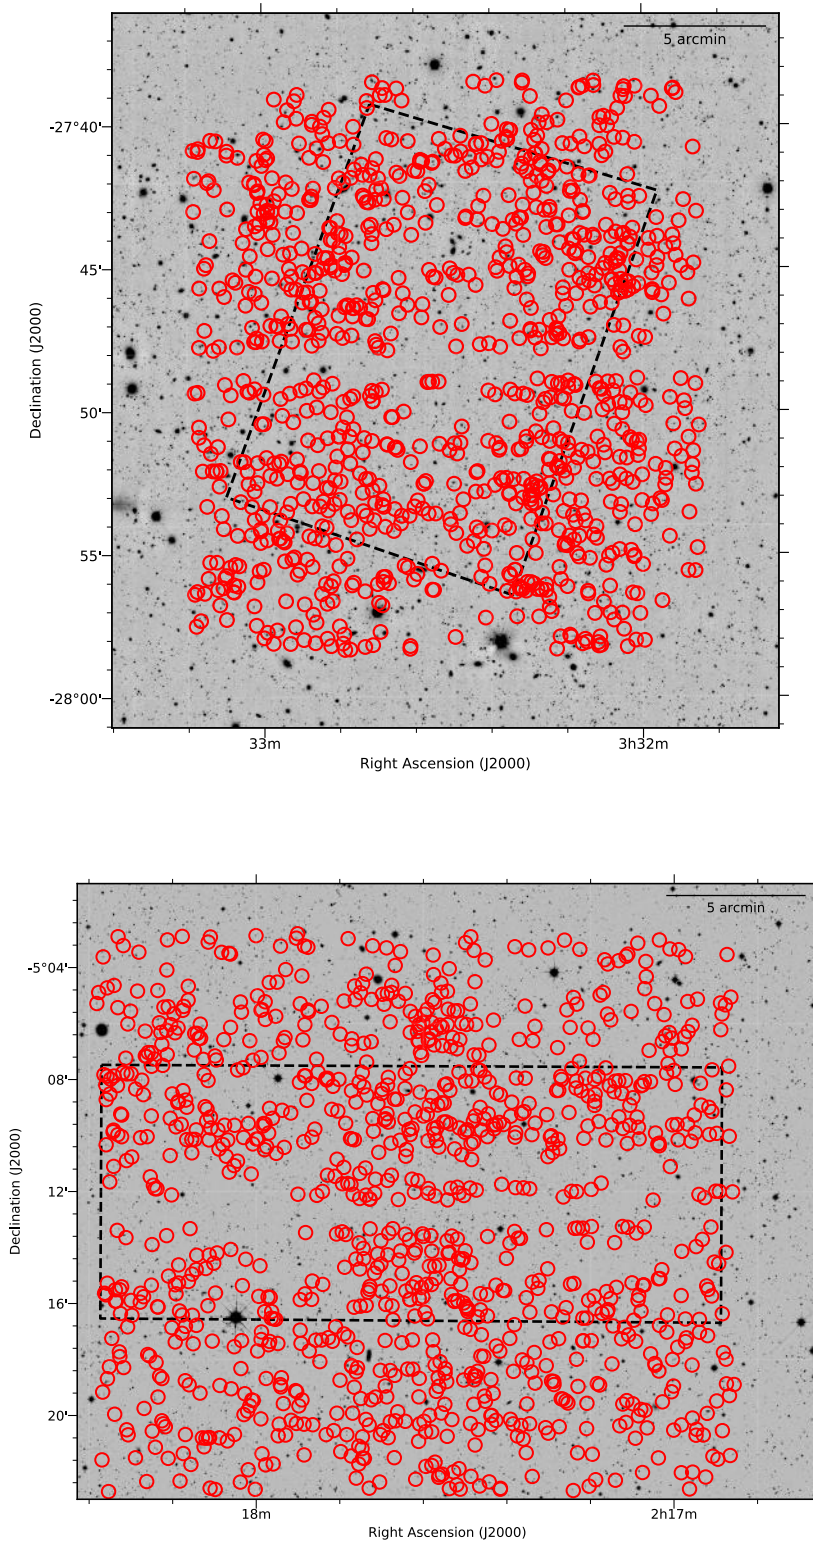 5 arcmin
-27°40'
45'
50'
55'
-28°00'
Declination (J2000)
33m
3h32m
Right Ascension (J2000)
5 arcmin
-5°04'
08'
12'
16'
20'
Declination (J2000)
18m
2h17m
Right Ascension (J2000)